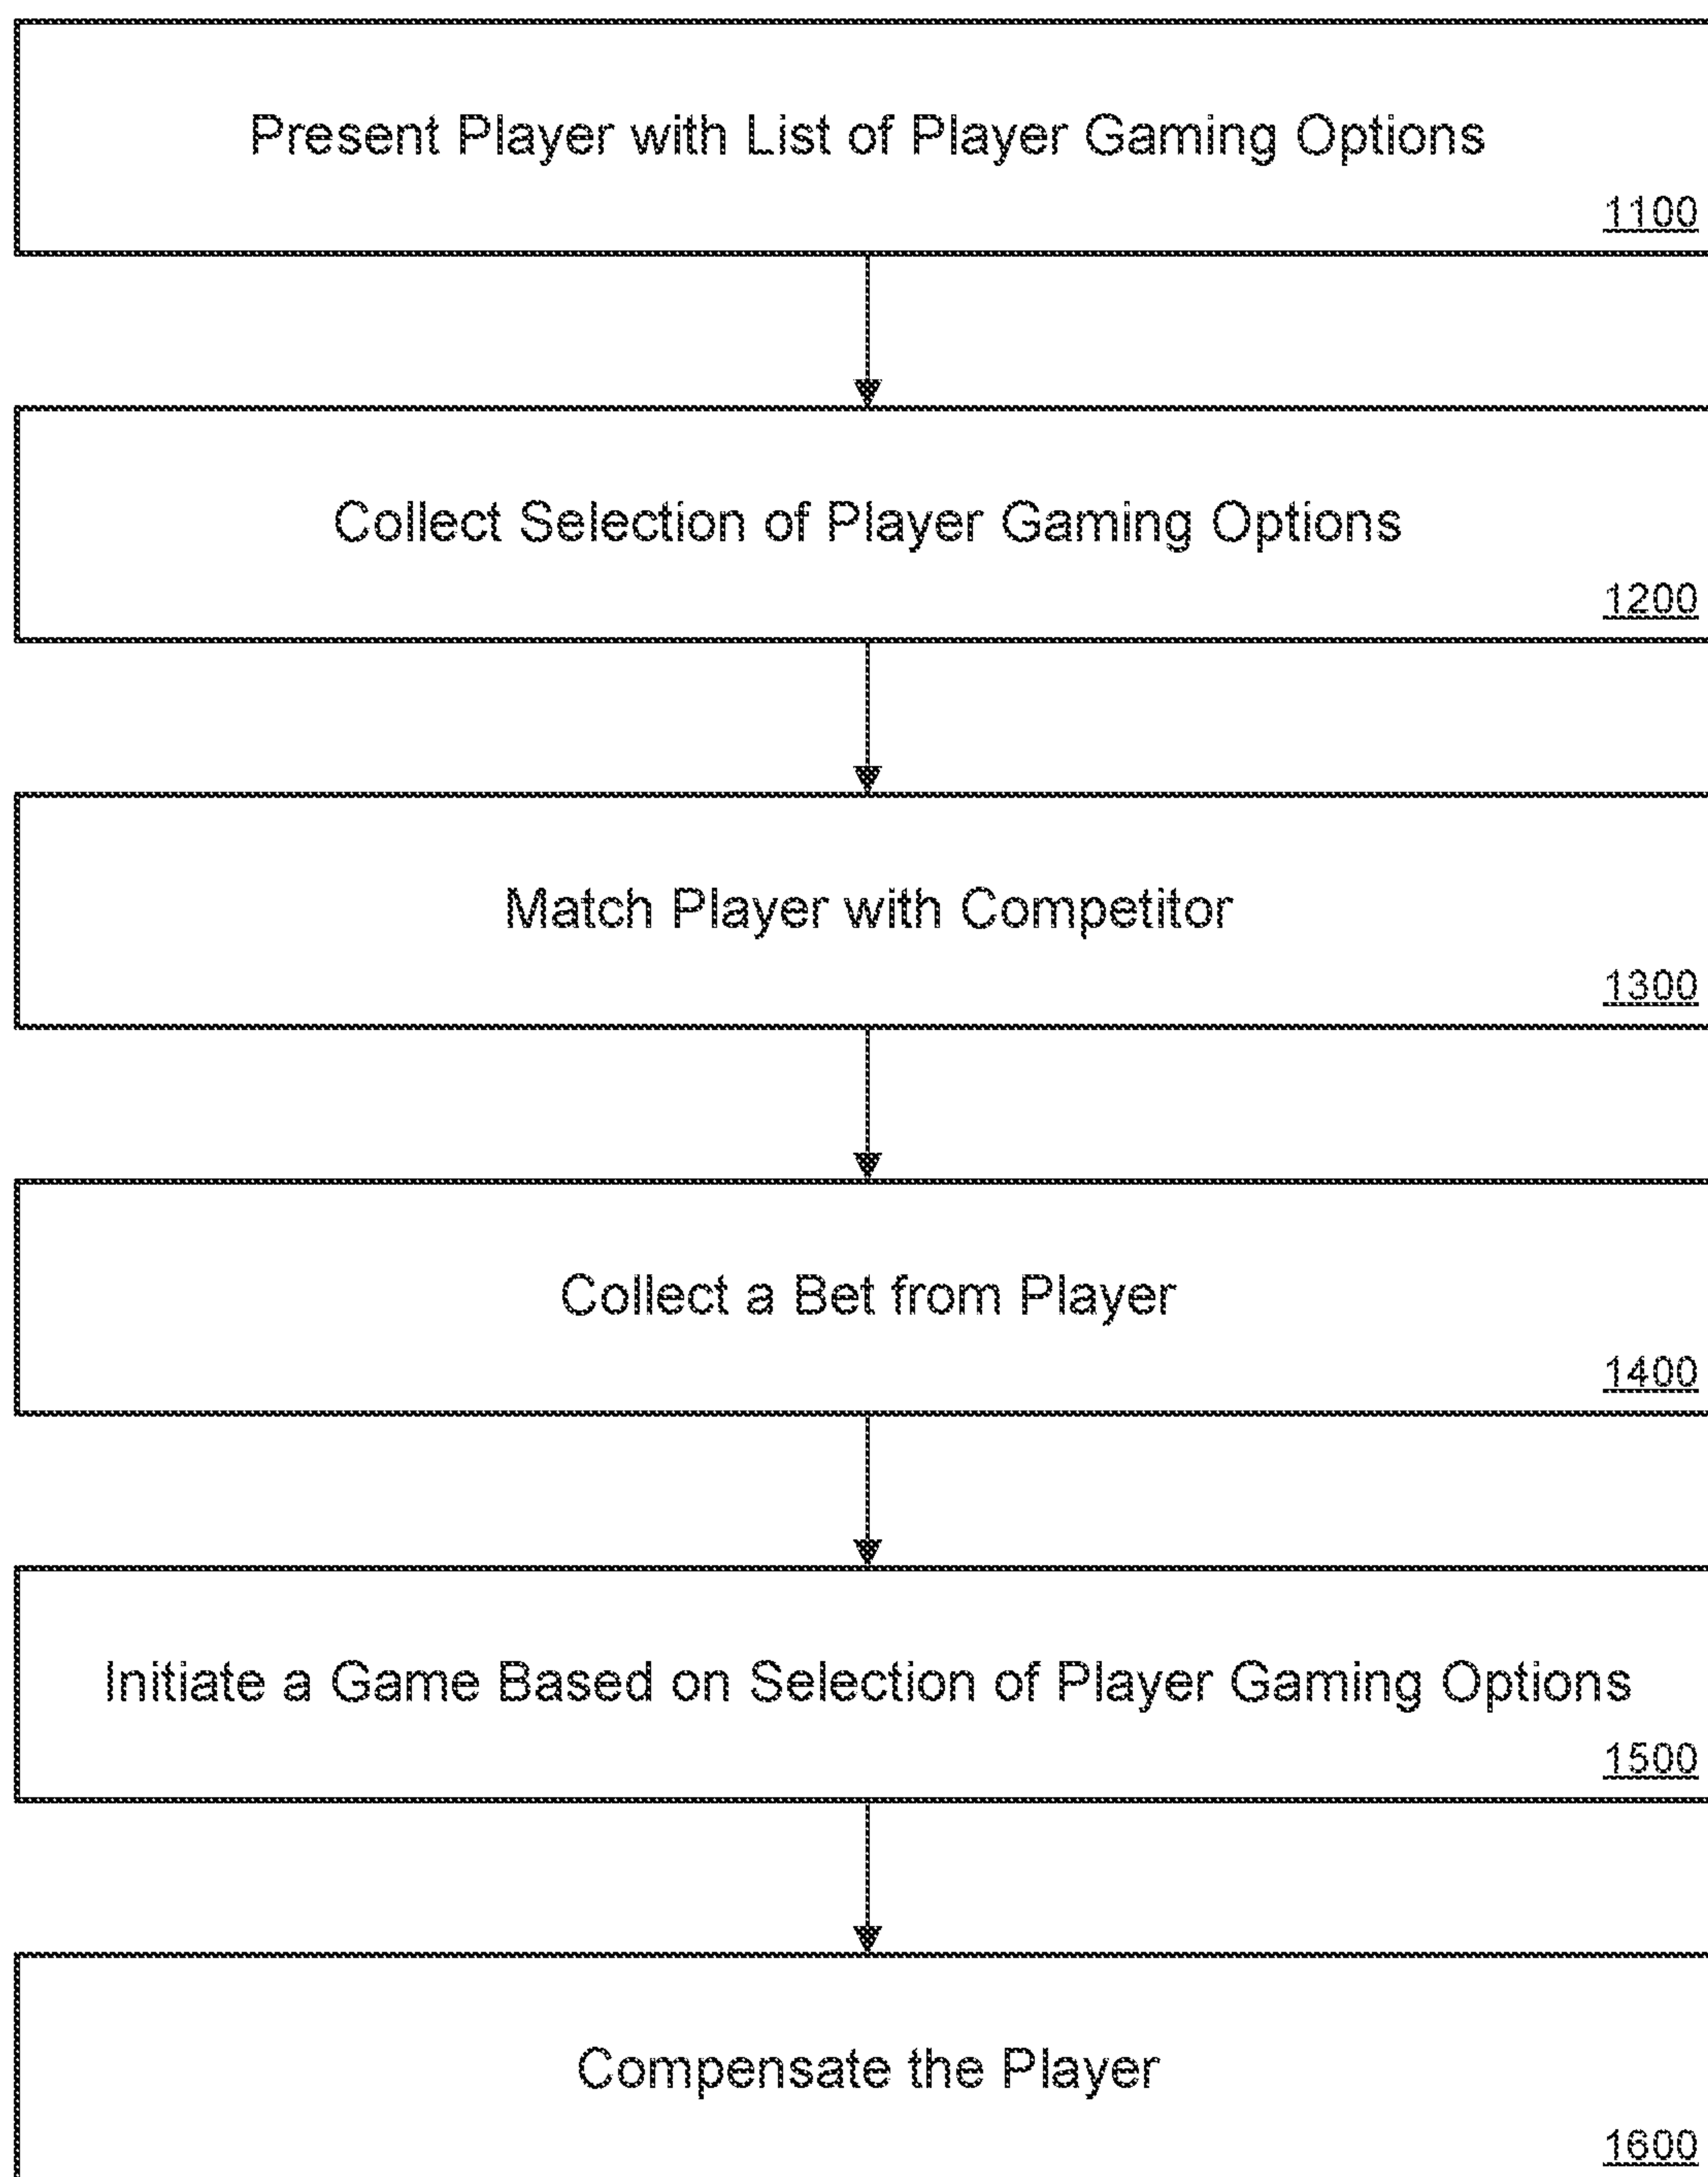 Present Player with List of Player Gaming Options
1100
Collect Selection of Player Gaming Options
1200
Match Player with Competitor
1300
Collect a Bet from Player
1400
Initiate a Game Based on Selection of Player Gaming Options
1500
Compensate the Player
1600